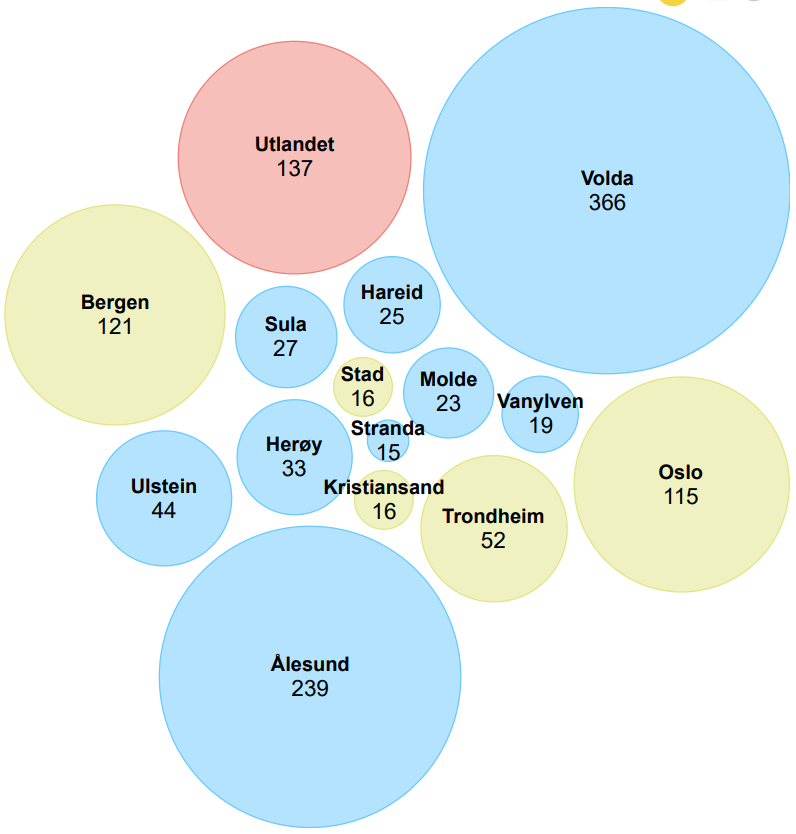 Utlandet
137
Volda
366
Bergen
121
Hareid
25
Sula
27
Stad
16
Molde
23
Vanylven
19
Stranda
15
Herøy
33
Oslo
115
Ulstein
44
Kristiansand
16
Trondheim
52
Ålesund
239